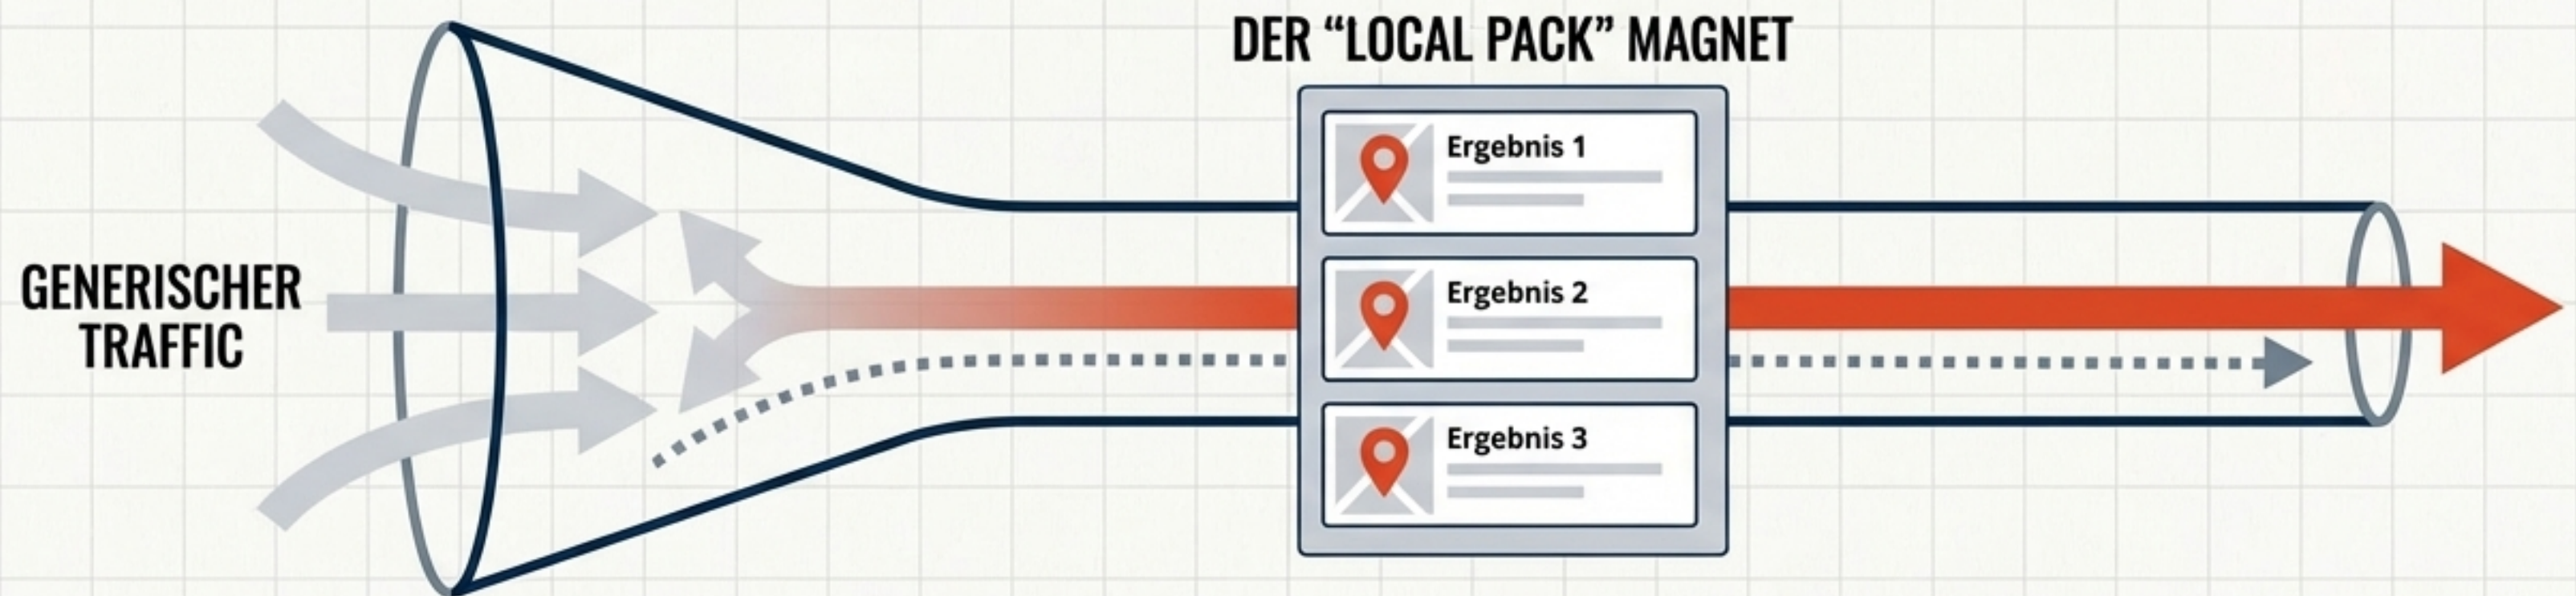 DER “LOCAL PACK” MAGNET
GENERISCHER
TRAFFIC
Ergebnis 1
Ergebnis 2
Ergebnis 3